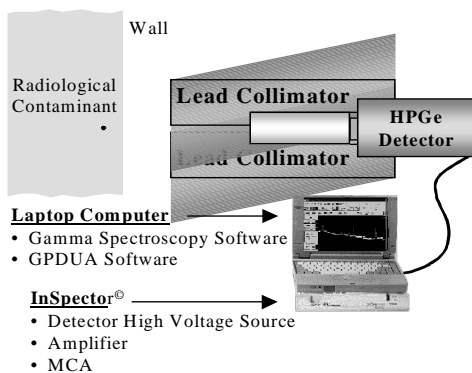 Wall
Radiological
Contaminant
Lead Collimator
HPGe
Detector
Lead Collimator
Laptop Computer
• Gamma Spectroscopy Software
• GPDUA Software
InSpector©
• Detector High Voltage Source
• Amplifier
• MCA